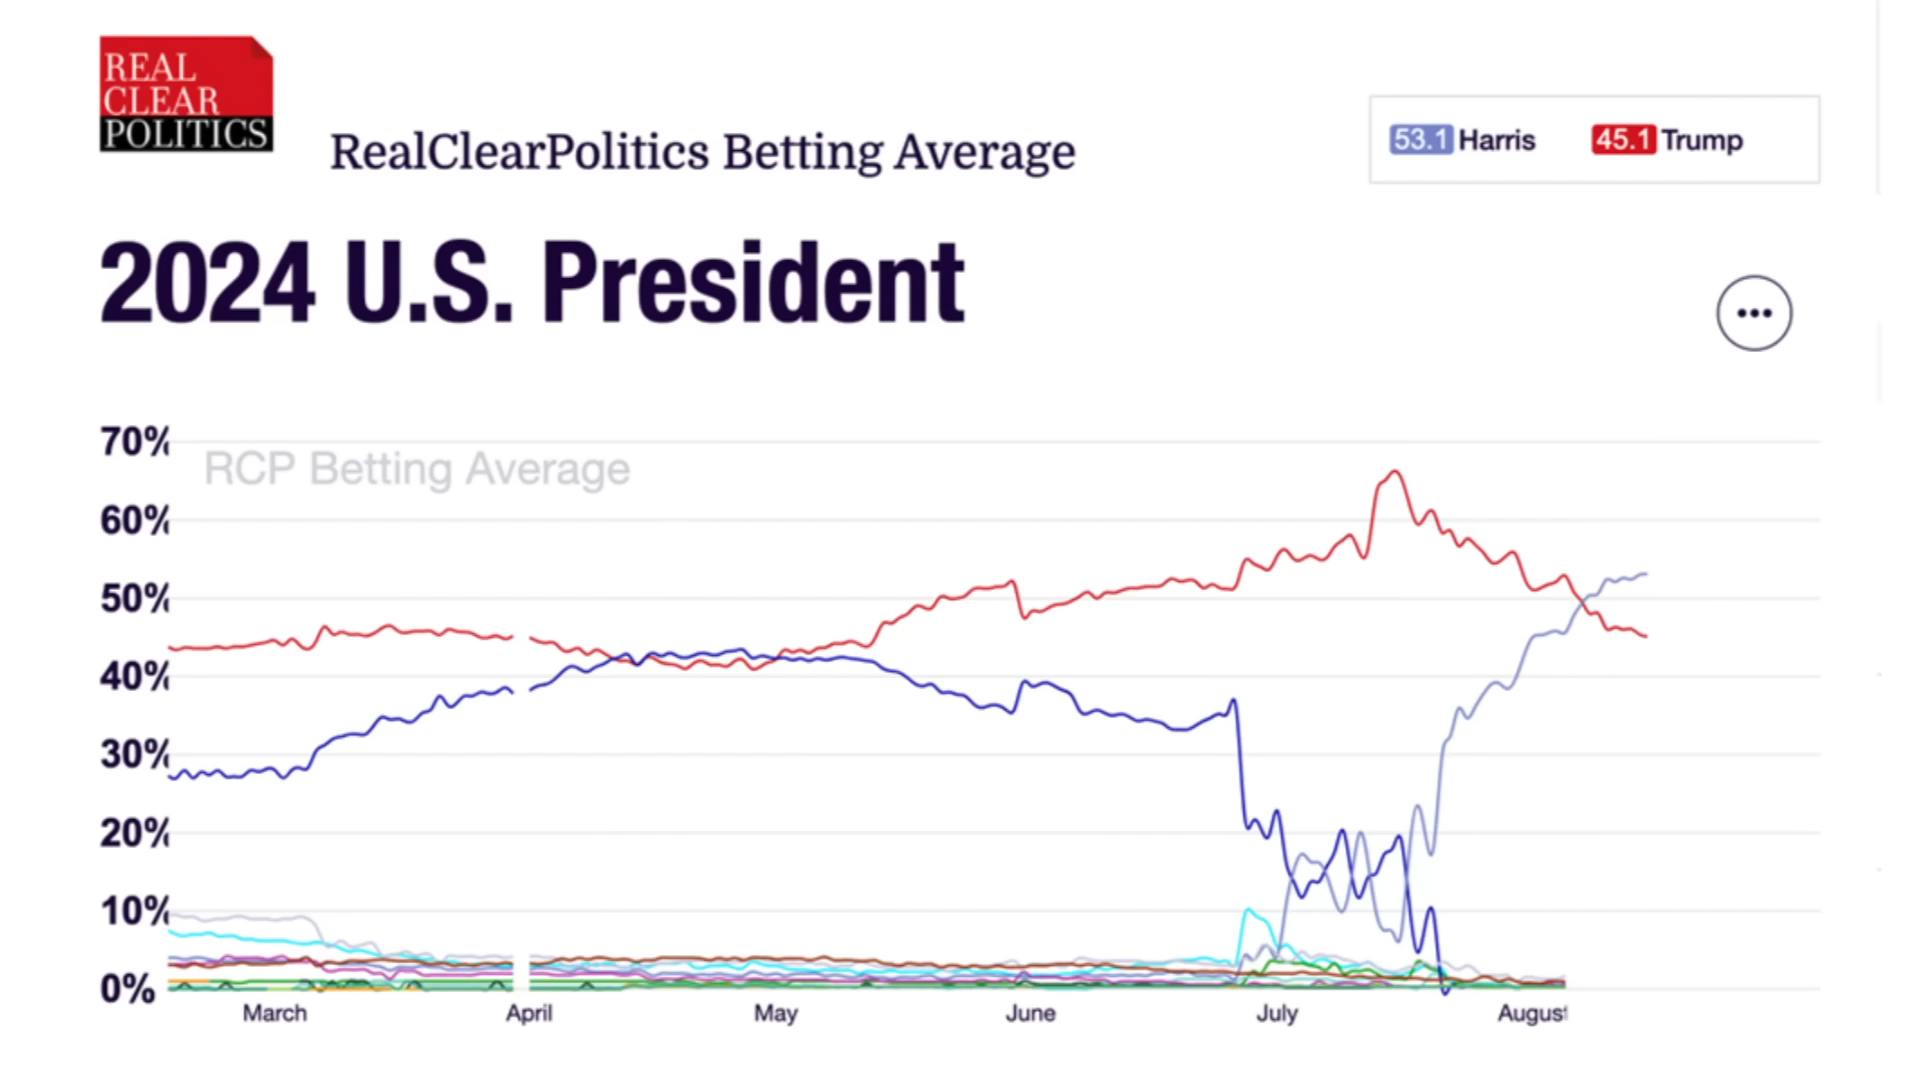 REAL
CLEAR
POLITICS
RealClearPolitics Betting Average
53.1 Harris 45.1 Trump
2024 U.S. President
70%
RCP Betting Average
60%
50%
40%
30%
20%
10%
0%
March April May June July August